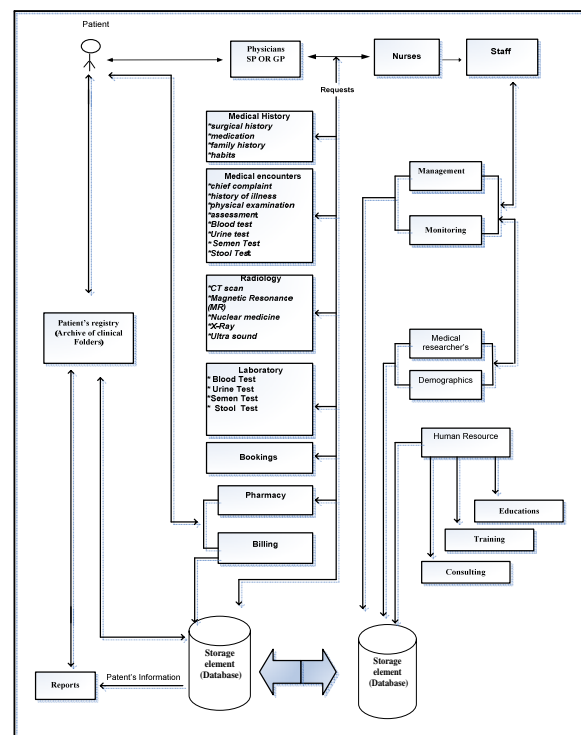 Patient
Physicians
SP OR GP
Nurses
Staff
Requests
Medical History
*surgical history
*medication
*family history
*habits
Medical encounters
*chief complaint
*history of illness
*physical examination
*assessment
*Blood test
*Urine test
*Semen Test
*Stool Test
Management
Monitoring
Radiology
*CT scan
*Magnetic Resonance
(MR)
*Nuclear medicine
*X-Ray
*Ultra sound
Patient's registry
(Archive of clinical
Folders)
Medical
researcher's
Demographics
Laboratory
* Blood Test
* Urine Test
*Semen Test
* Stool Test
Human Resource
Bookings
Pharmacy
Educations
Training
Billing
Consulting
Storage
element
(Database)
Storage
element
(Database)
Reports
Patent's Information